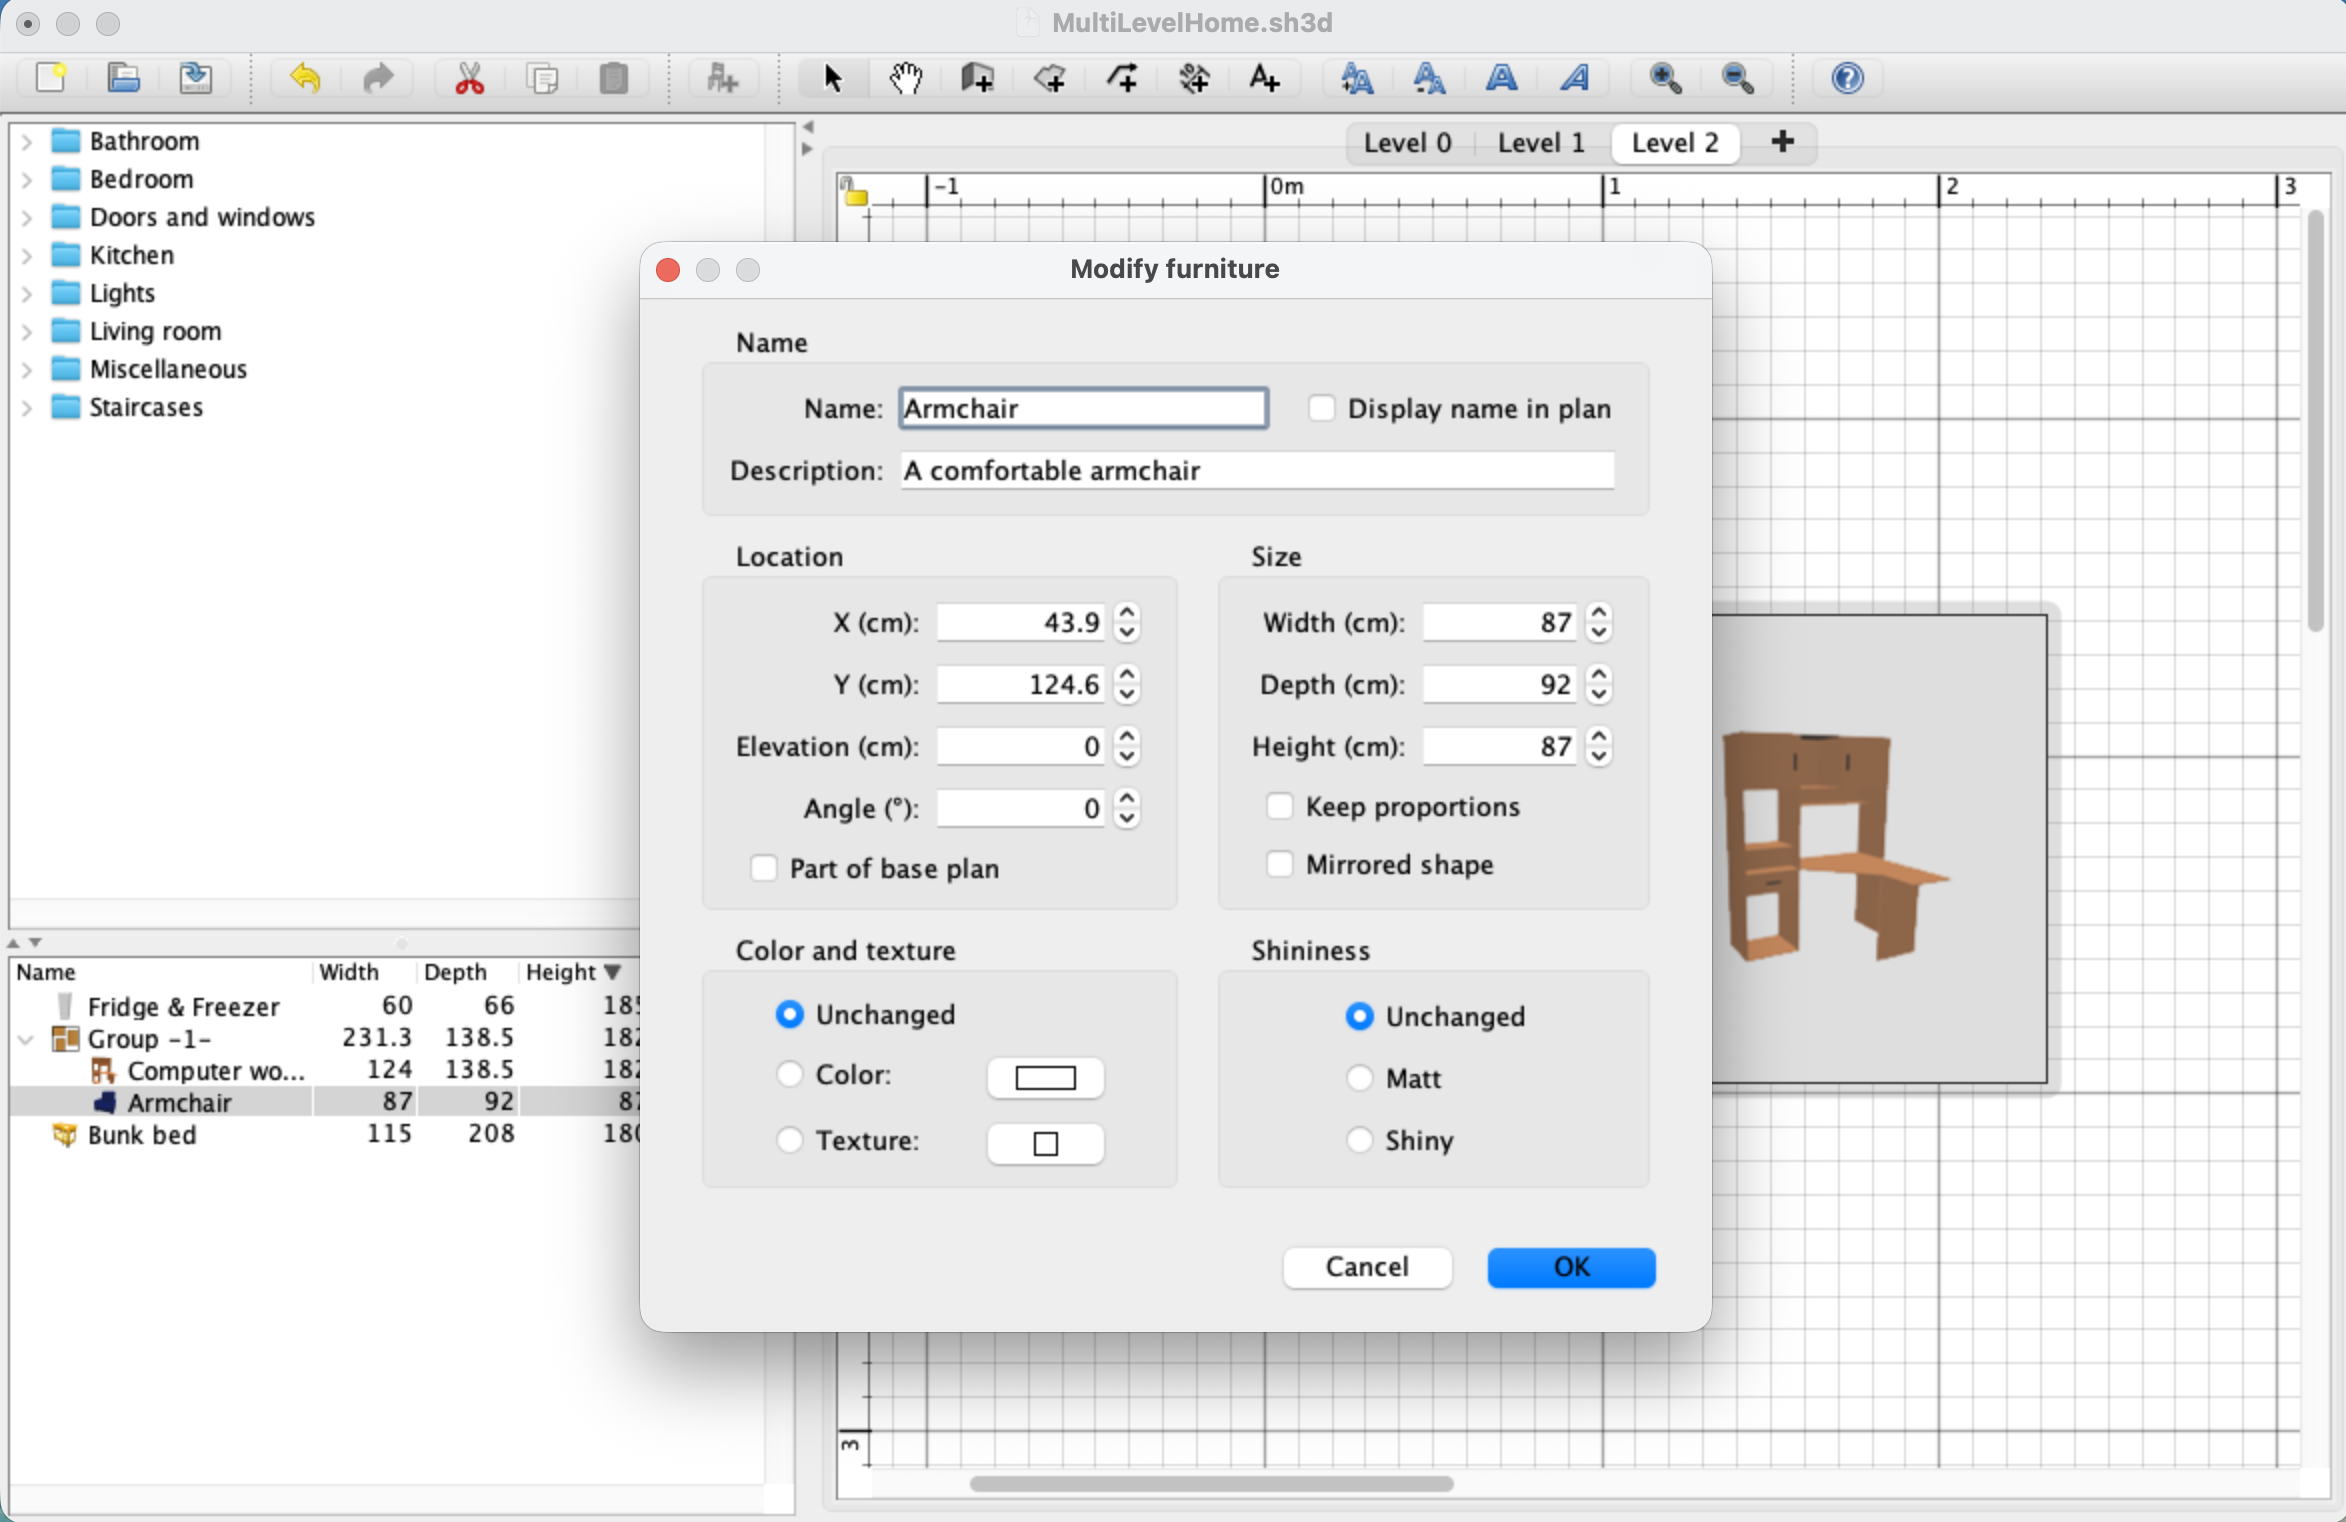 MultiLevelHome.sh3d
Bathroom
Bedroom
Doors and windows
Kitchen
Lights
Living room
Miscellaneous
Staircases
Level 0
Level 1
Level 2
-1
0m
1
2
3
Modify furniture
Name
Name: Armchair
Display name in plan
Description: A comfortable armchair
Location
X (cm): 43.9
Y (cm): 124.6
Elevation (cm): 0
Angle (°): 0
Part of base plan
Size
Width (cm): 87
Depth (cm): 92
Height (cm): 87
Keep proportions
Mirrored shape
Color and texture
Unchanged
Color:
Texture:
Shininess
Unchanged
Matt
Shiny
Cancel
OK
Name Width Depth Height
Fridge & Freezer 60 66
Group -1- 231.3 138.5
Computer wo... 124 138.5
Armchair 87 92
Bunk bed 115 208
3